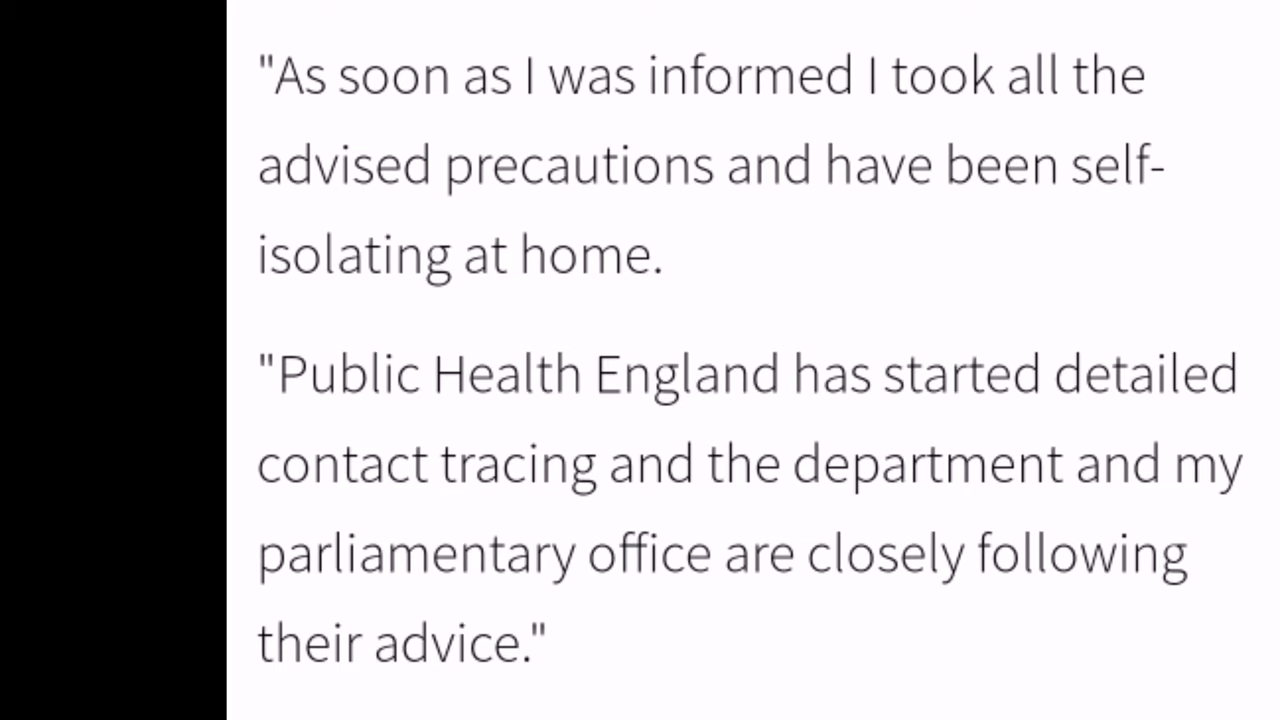 "As soon as I was informed I took all the
advised precautions and have been self-
isolating at home.
"Public Health England has started detailed
contact tracing and the department and my
parliamentary office are closely following
their advice."